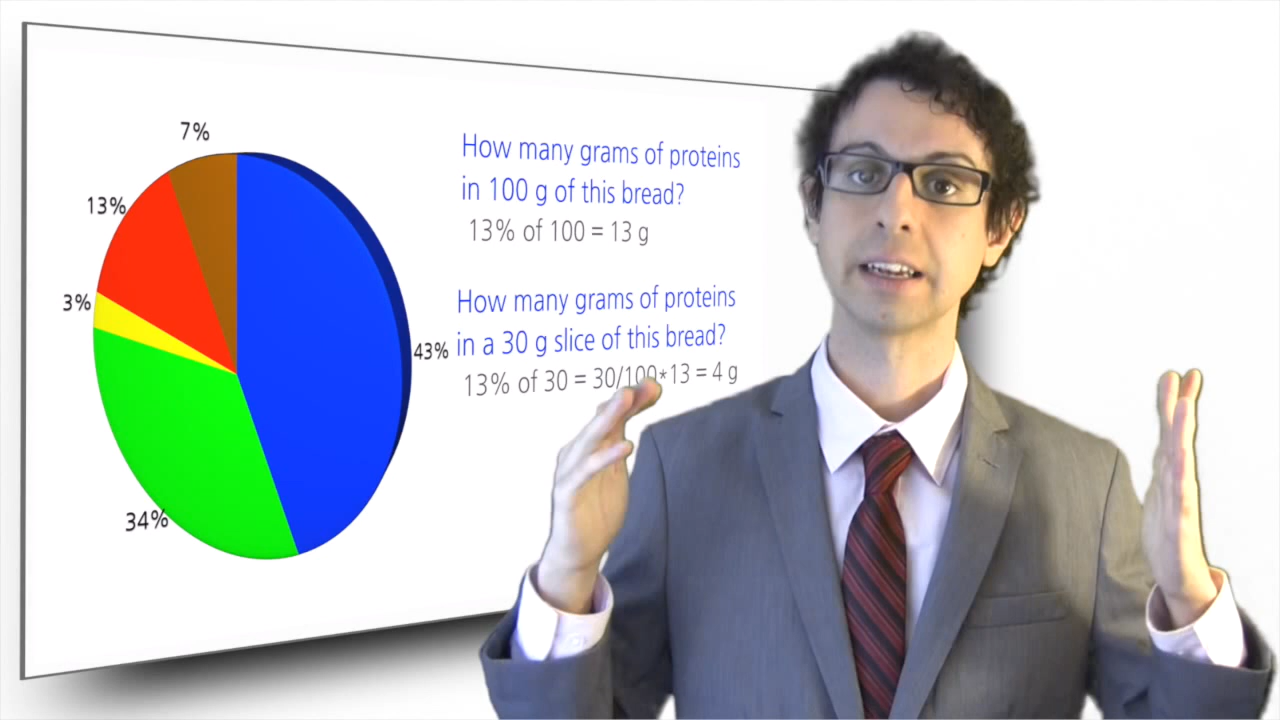 7%
13%
3%
34%
43%
How many grams of proteins
in 100 g of this bread?
13% of 100 = 13 g
How many grams of proteins
in a 30 g slice of this bread?
13% of 30 = 30/100*13 = 4 g